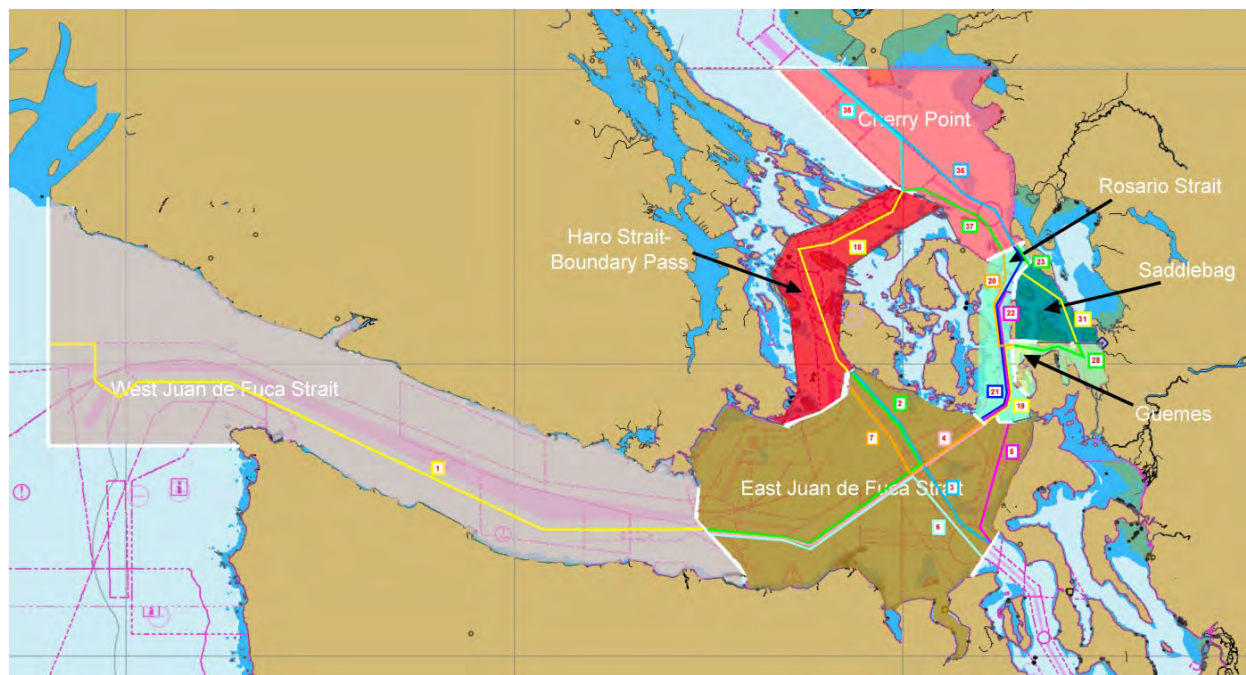 35
Cherry Point
36
Rosario Strait
37
Haro Strait-
Boundary Pass
18
23
Saddlebag
20
22
31
West Juan de Fuca Strait
28
2
21
19
Guemes
7
4
5
1
East Juan de Fuca Strait
3
6